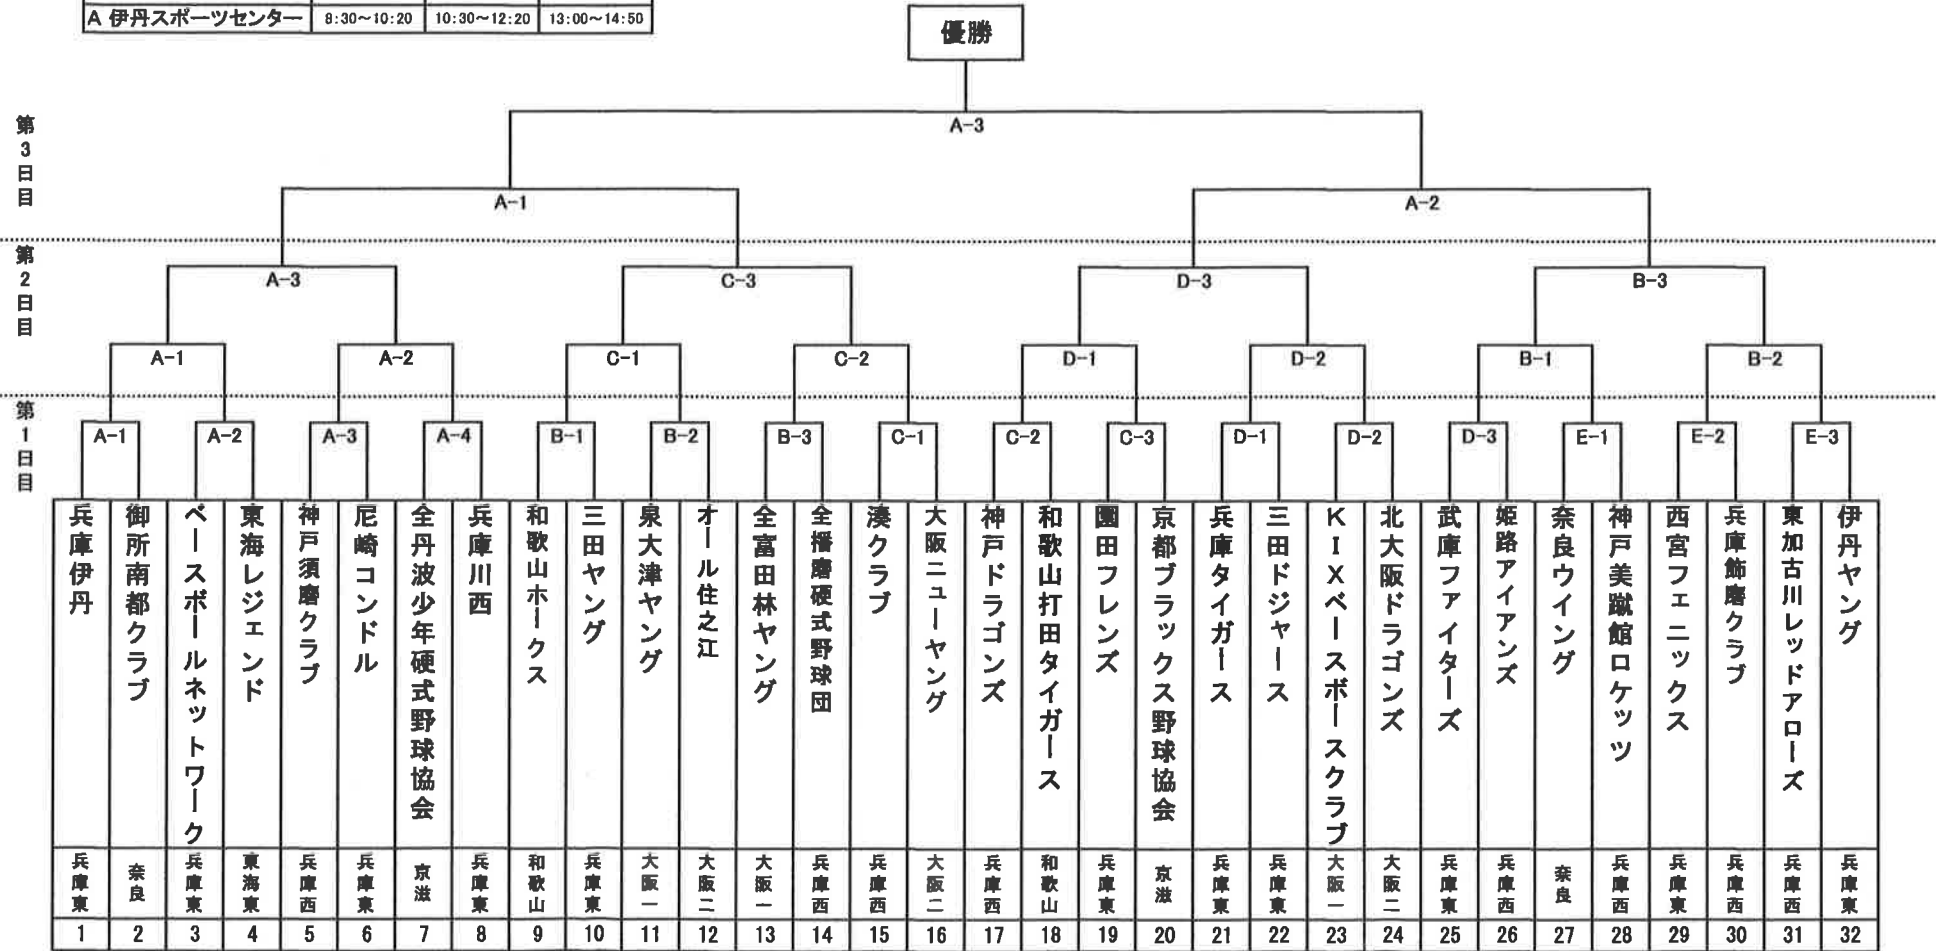 A 伊丹スポーツセンター 8:30～10:20 10:30～12:20 13:00～14:50
優勝
第3日目
A-3
A-1 A-2
第2日目
A-3 C-3 D-3 B-3
A-1 A-2 C-1 C-2 D-1 D-2 B-1 B-2
第1日目
A-1 A-2 A-3 A-4 B-1 B-2 B-3 C-1 C-2 C-3 D-1 D-2 D-3 E-1 E-2 E-3
兵庫伊丹
御所南都クラブ
ベースボールネットワーク
東海レジェンド
神戸須磨クラブ
尼崎コンドル
全丹波少年硬式野球協会
兵庫川西
和歌山ホークス
三田ヤング
泉大津ヤング
オール住之江
全富田林ヤング
全播磨硬式野球団
湊クラブ
大阪ニューヤング
神戸ドラゴンズ
和歌山打田タイガース
園田フレンズ
京都ブラックス野球協会
兵庫タイガース
三田ドジャース
KIXベースボースクラブ
北大阪ドラゴンズ
武庫ファイターズ
姫路アイアンズ
奈良ウイング
神戸美蹴館ロケッツ
西宮フェニックス
兵庫飾磨クラブ
東加古川レッドアローズ
伊丹ヤング
兵庫東 奈良 兵庫東 東海東 兵庫西 兵庫東 京滋 兵庫東 和歌山 兵庫東 大阪一 大阪二 大阪一 兵庫西 兵庫西 大阪二 兵庫西 和歌山 兵庫東 京滋 兵庫東 兵庫東 大阪一 大阪二 兵庫東 兵庫西 奈良 兵庫西 兵庫東 兵庫西 兵庫西 兵庫東
1 2 3 4 5 6 7 8 9 10 11 12 13 14 15 16 17 18 19 20 21 22 23 24 25 26 27 28 29 30 31 32